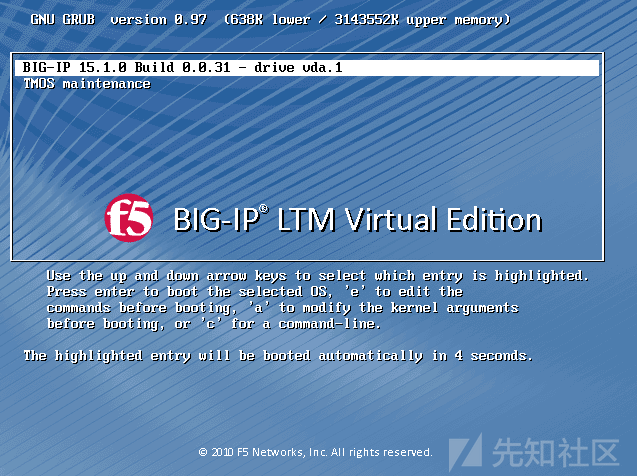 GNU GRUB  version 0.97  (638K lower / 3143552K upper memory)
BIG-IP 15.1.0 Build 0.0.31 - drive vda.1
TMOS maintenance
f5 BIG-IP® LTM Virtual Edition
Use the up and down arrow keys to select which entry is highlighted.
Press enter to boot the selected OS, 'e' to edit the
commands before booting, 'a' to modify the kernel arguments
before booting, or 'c' for a command-line.
The highlighted entry will be booted automatically in 4 seconds.
© 2010 F5 Networks, Inc. All rights reserved.
先知社区